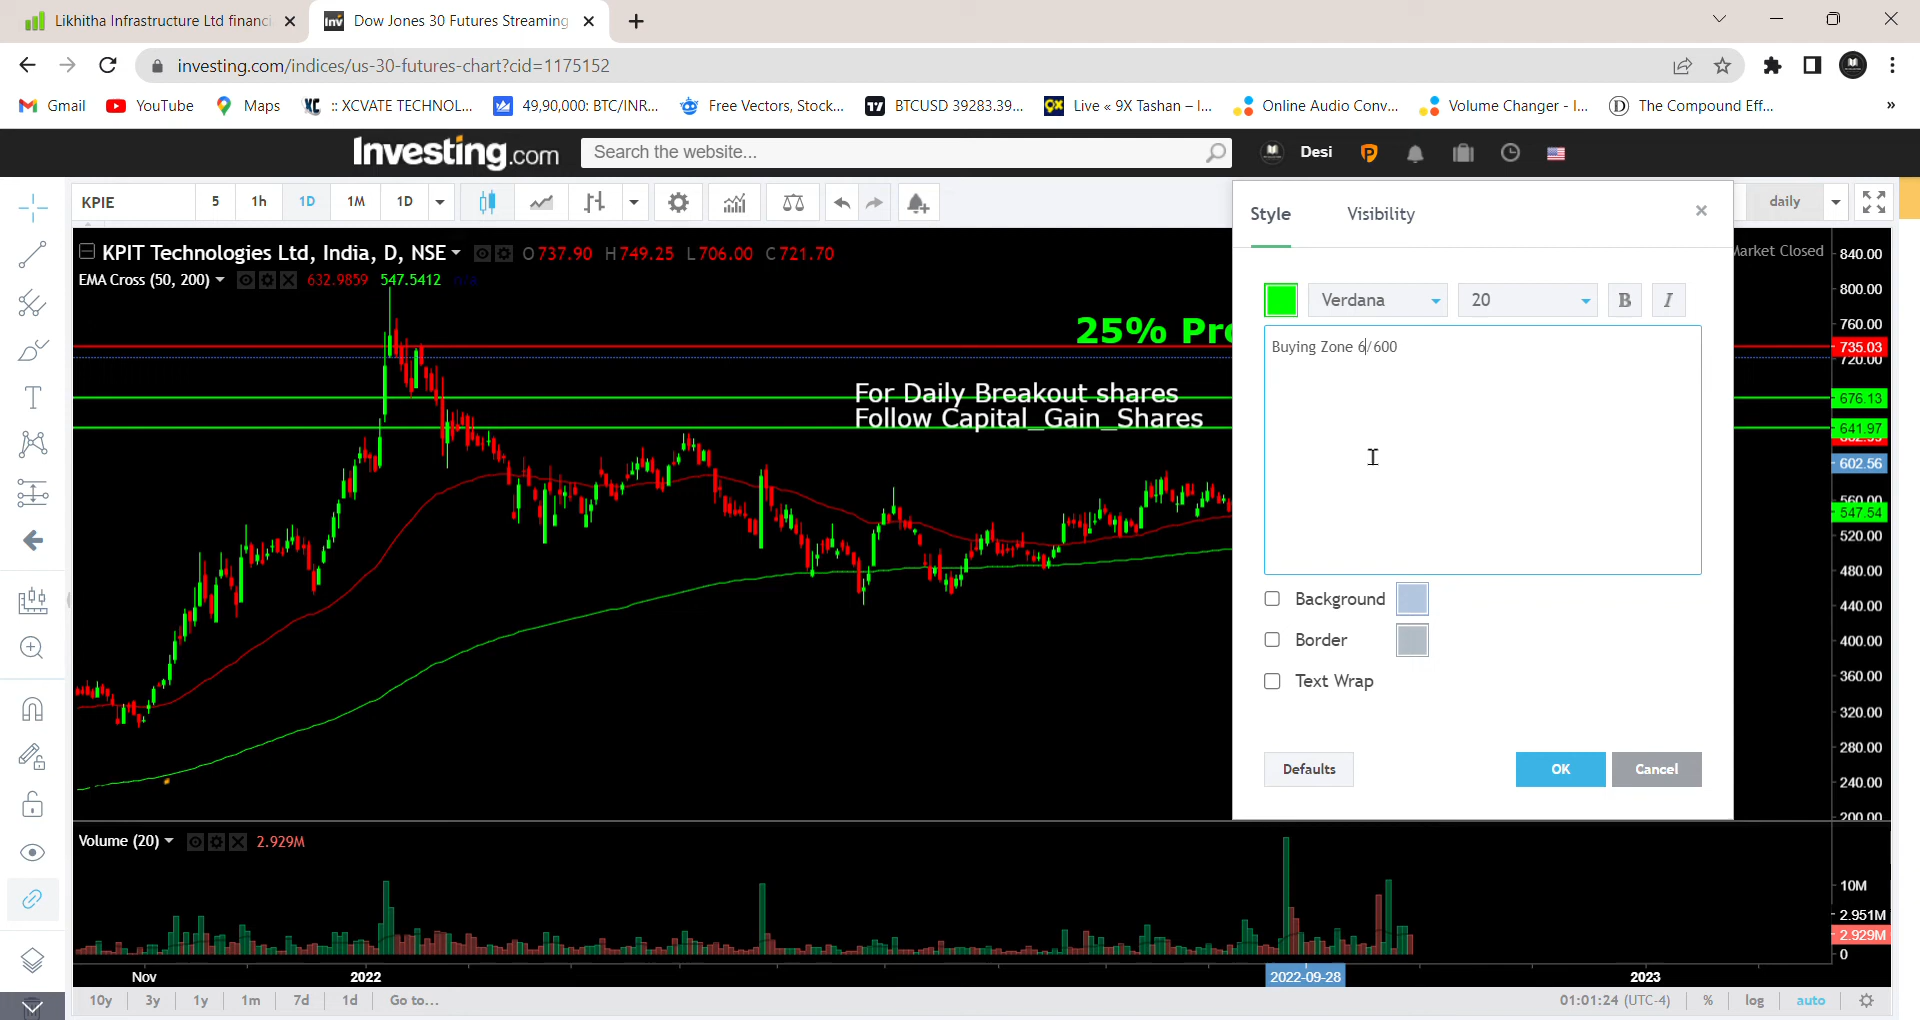 Likhitha Infrastructure Ltd financi
Dow Jones 30 Futures Streaming
investing.com/indices/us-30-futures-chart?cid=1175152
Gmail
YouTube
Maps
:: XCVATE TECHNOL...
49,90,000: BTC/INR...
Free Vectors, Stock...
BTCUSD 39283.39...
Live « 9X Tashan – I...
Online Audio Conv...
Volume Changer - I...
The Compound Eff...
»
Investing.com
Search the website...
Desi
KPIE
5
1h
1D
1M
1D
daily
Style
Visibility
KPIT Technologies Ltd, India, D, NSE
O 737.90 H 749.25 L 706.00 C 721.70
Market Closed
EMA Cross (50, 200)
632.9859 547.5412 n/a
25% Pro
For Daily Breakout shares
Follow Capital_Gain_Shares
Verdana
20
B
I
Buying Zone 6/600
Background
Border
Text Wrap
Defaults
OK
Cancel
840.00
800.00
760.00
735.03
720.00
676.13
641.97
602.56
560.00
547.54
520.00
480.00
440.00
400.00
360.00
320.00
280.00
240.00
200.00
Volume (20)
2.929M
10M
2.951M
2.929M
0
Nov
2022
2022-09-28
2023
10y
3y
1y
1m
7d
1d
Go to...
01:01:24 (UTC-4)
%
log
auto